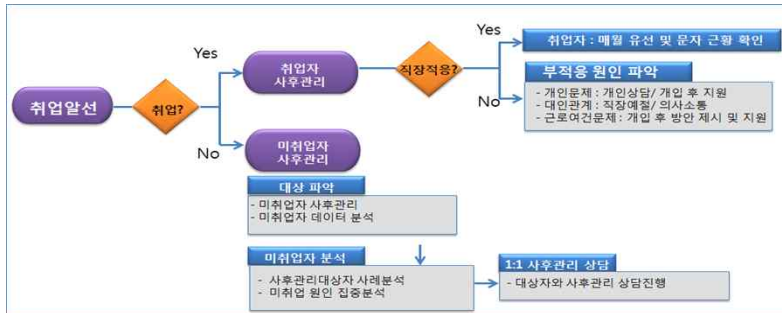 취업알선
취업?
Yes
No
취업자
사후관리
미취업자
사후관리
직장적응?
Yes
No
취업자 : 매월 유선 및 문자 근황 확인
부적응 원인 파악
- 개인문제 : 개인상담/ 개입 후 지원
- 대인관계 : 직장예절/ 의사소통
- 근로여건문제 : 개입 후 방안 제시 및 지원
대상 파악
- 미취업자 사후관리
- 미취업자 데이터 분석
미취업자 분석
- 사후관리대상자 사례분석
- 미취업 원인 집중분석
1:1 사후관리 상담
- 대상자와 사후관리 상담진행